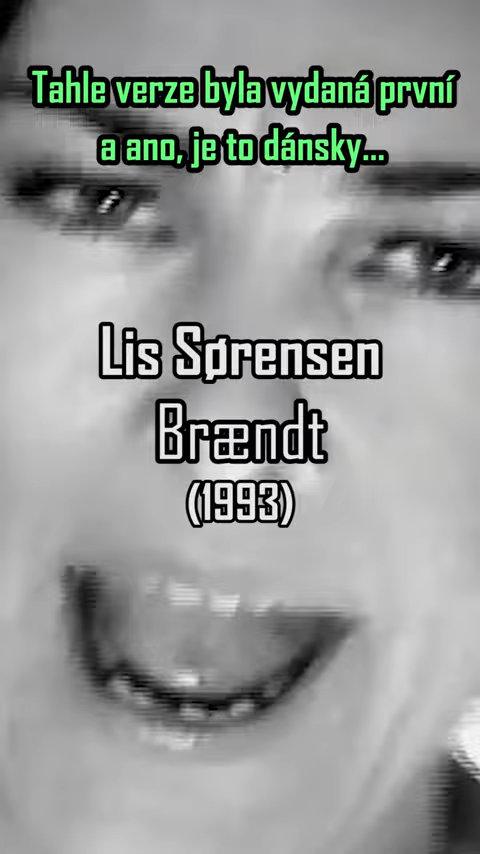 Tahle verze byla vydaná první
a ano, je to dánsky...
Lis Sørensen
Brændt
(1993)